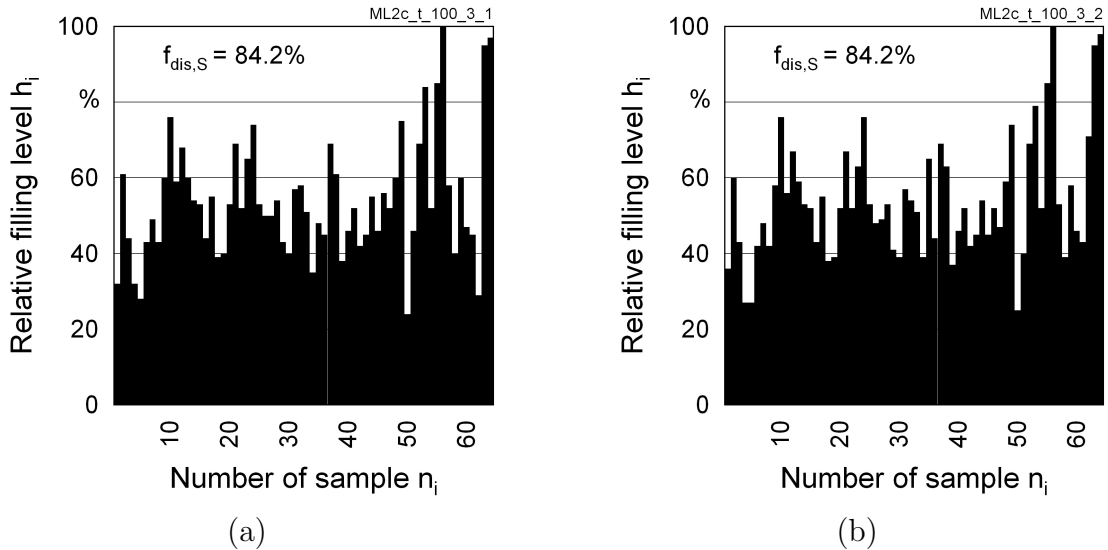 ML2c_t_100_3_1
f_dis,S = 84.2%
Relative filling level h_i
100
%
60
40
20
0
10 20 30 40 50 60
Number of sample n_i
(a)
ML2c_t_100_3_2
f_dis,S = 84.2%
Relative filling level h_i
100
%
60
40
20
0
10 20 30 40 50 60
Number of sample n_i
(b)